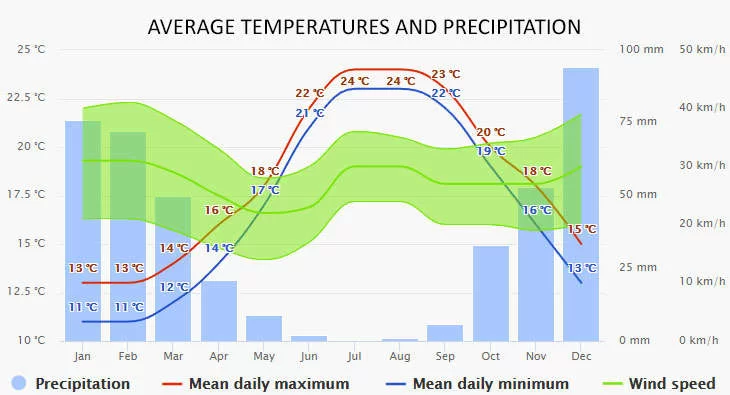 AVERAGE TEMPERATURES AND PRECIPITATION
25 °C 100 mm 50 km/h
22.5 °C 75 mm 40 km/h
20 °C 30 km/h
17.5 °C 50 mm 20 km/h
15 °C 25 mm 10 km/h
12.5 °C
10 °C 0 mm 0 km/h
13 °C 13 °C 14 °C 16 °C 18 °C 22 °C 24 °C 24 °C 23 °C 20 °C 18 °C 15 °C
11 °C 11 °C 12 °C 14 °C 17 °C 21 °C 22 °C 19 °C 16 °C 13 °C
Jan Feb Mar Apr May Jun Jul Aug Sep Oct Nov Dec
Precipitation Mean daily maximum Mean daily minimum Wind speed